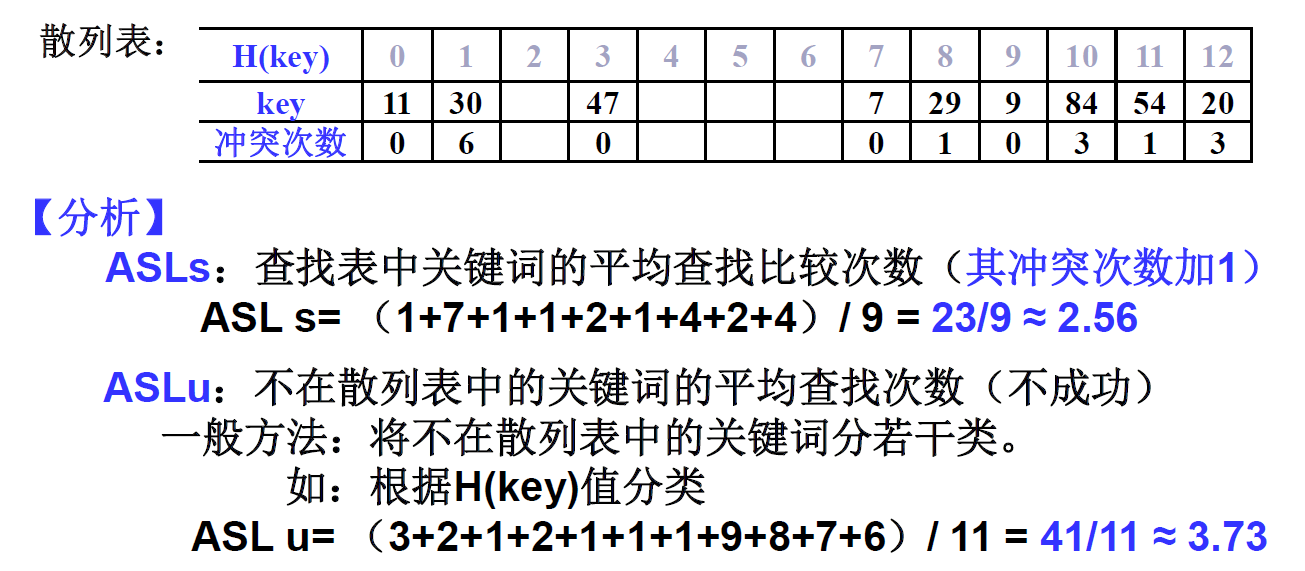 散列表：
H(key) 0 1 2 3 4 5 6 7 8 9 10 11 12
key 11 30 47 7 29 9 84 54 20
冲突次数 0 6 0 0 1 0 3 1 3
【分析】
ASLs：查找表中关键词的平均查找比较次数（其冲突次数加1）
ASL s= （1+7+1+1+2+1+4+2+4）/ 9 = 23/9 ≈ 2.56
ASLu：不在散列表中的关键词的平均查找次数（不成功）
一般方法：将不在散列表中的关键词分若干类。
如：根据H(key)值分类
ASL u= （3+2+1+2+1+1+1+9+8+7+6）/ 11 = 41/11 ≈ 3.73